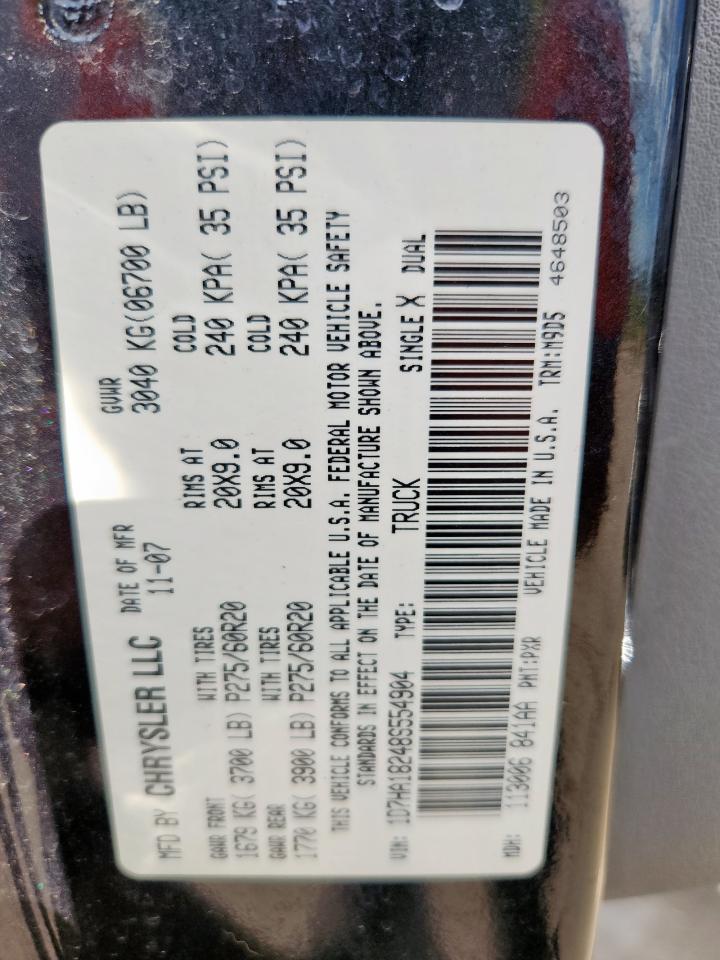 MFD BY CHRYSLER LLC DATE OF MFR GVWR
11-07 3040 KG(06700 LB)
GAWR FRONT WITH TIRES RIMS AT COLD
1679 KG( 3700 LB) P275/60R20 20X9.0 240 KPA( 35 PSI)
GAWR REAR WITH TIRES RIMS AT COLD
1770 KG( 3900 LB) P275/60R20 20X9.0 240 KPA( 35 PSI)
THIS VEHICLE CONFORMS TO ALL APPLICABLE U.S.A. FEDERAL MOTOR VEHICLE SAFETY
STANDARDS IN EFFECT ON THE DATE OF MANUFACTURE SHOWN ABOVE.
VIN: 1D7HA18248S554904 TYPE: TRUCK SINGLE X DUAL
MDH: 113006 841AA PNT:PXR VEHICLE MADE IN U.S.A. TRM:M9D5 4648503